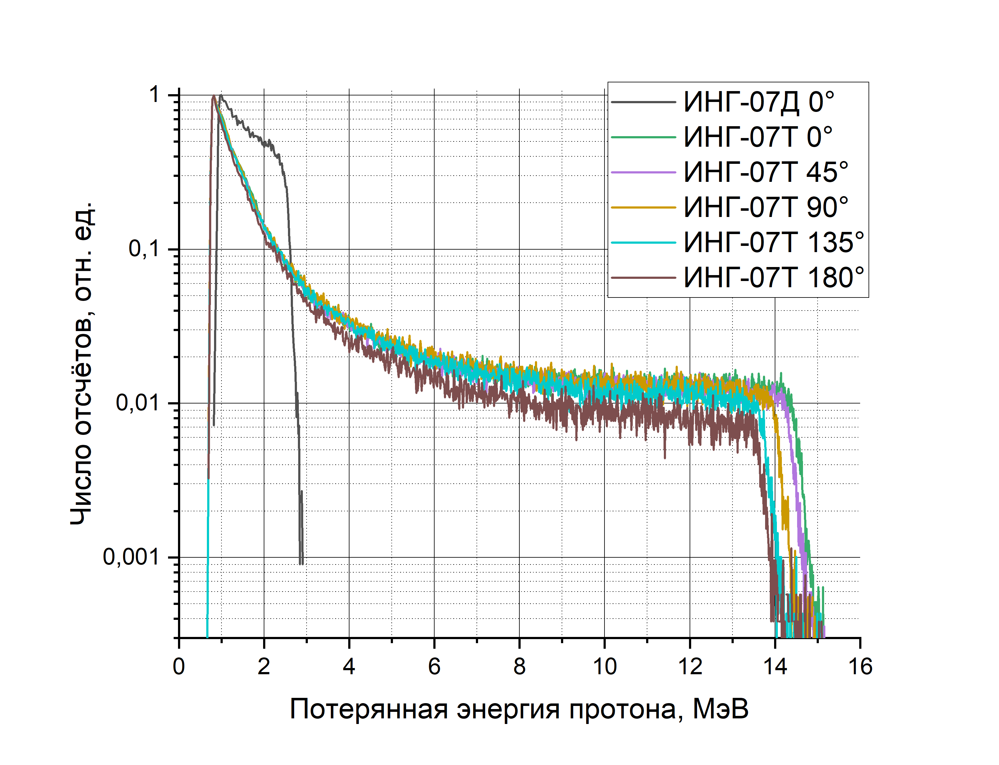 1
0,1
0,01
0,001
Число отсчётов, отн. ед.
ИНГ-07Д 0°
ИНГ-07Т 0°
ИНГ-07Т 45°
ИНГ-07Т 90°
ИНГ-07Т 135°
ИНГ-07Т 180°
0 2 4 6 8 10 12 14 16
Потерянная энергия протона, МэВ